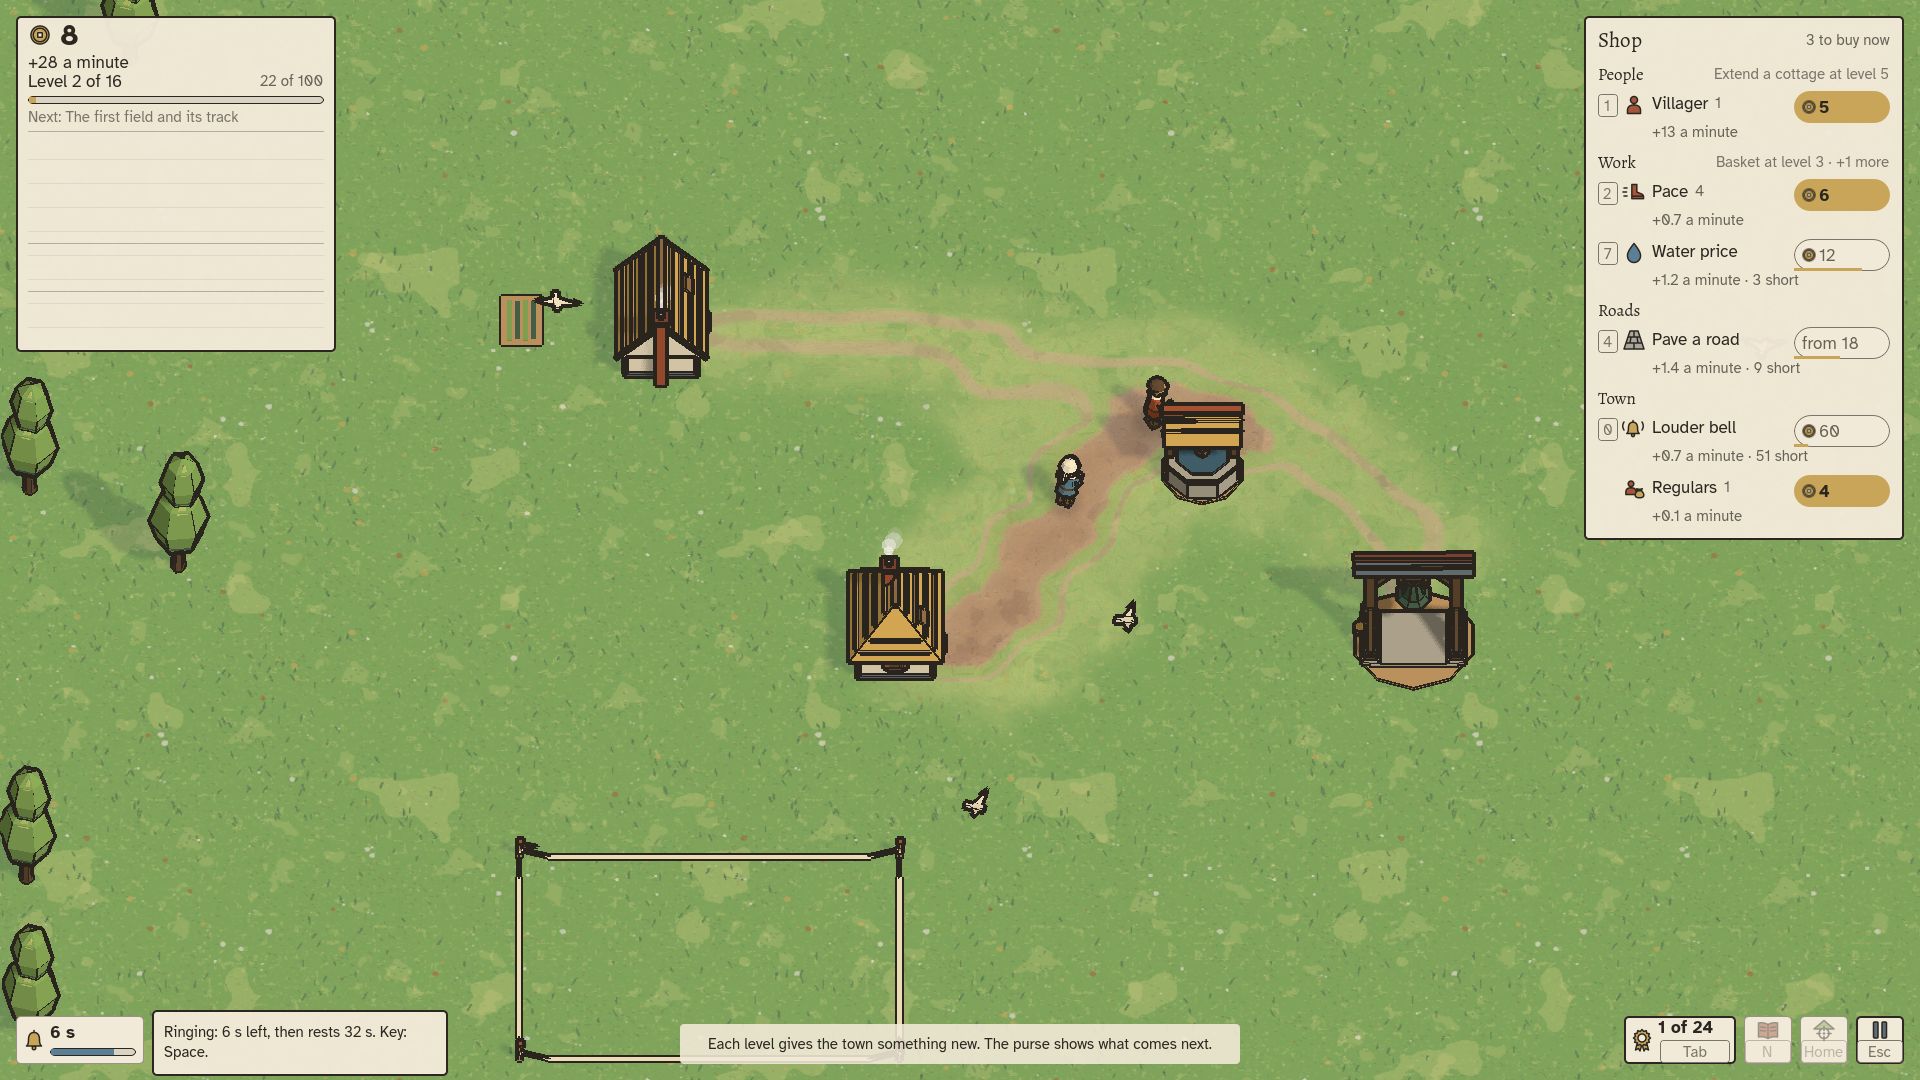 8
+28 a minute
Level 2 of 16
22 of 100
Next: The first field and its track
Shop
3 to buy now
People
Extend a cottage at level 5
1
Villager 1
5
+13 a minute
Work
Basket at level 3 · +1 more
2
Pace 4
6
+0.7 a minute
7
Water price
12
+1.2 a minute · 3 short
Roads
4
Pave a road
from 18
+1.4 a minute · 9 short
Town
0
Louder bell
60
+0.7 a minute · 51 short
Regulars 1
4
+0.1 a minute
6 s
Ringing: 6 s left, then rests 32 s. Key:
Space.
Each level gives the town something new. The purse shows what comes next.
1 of 24
Tab
N
Home
Esc